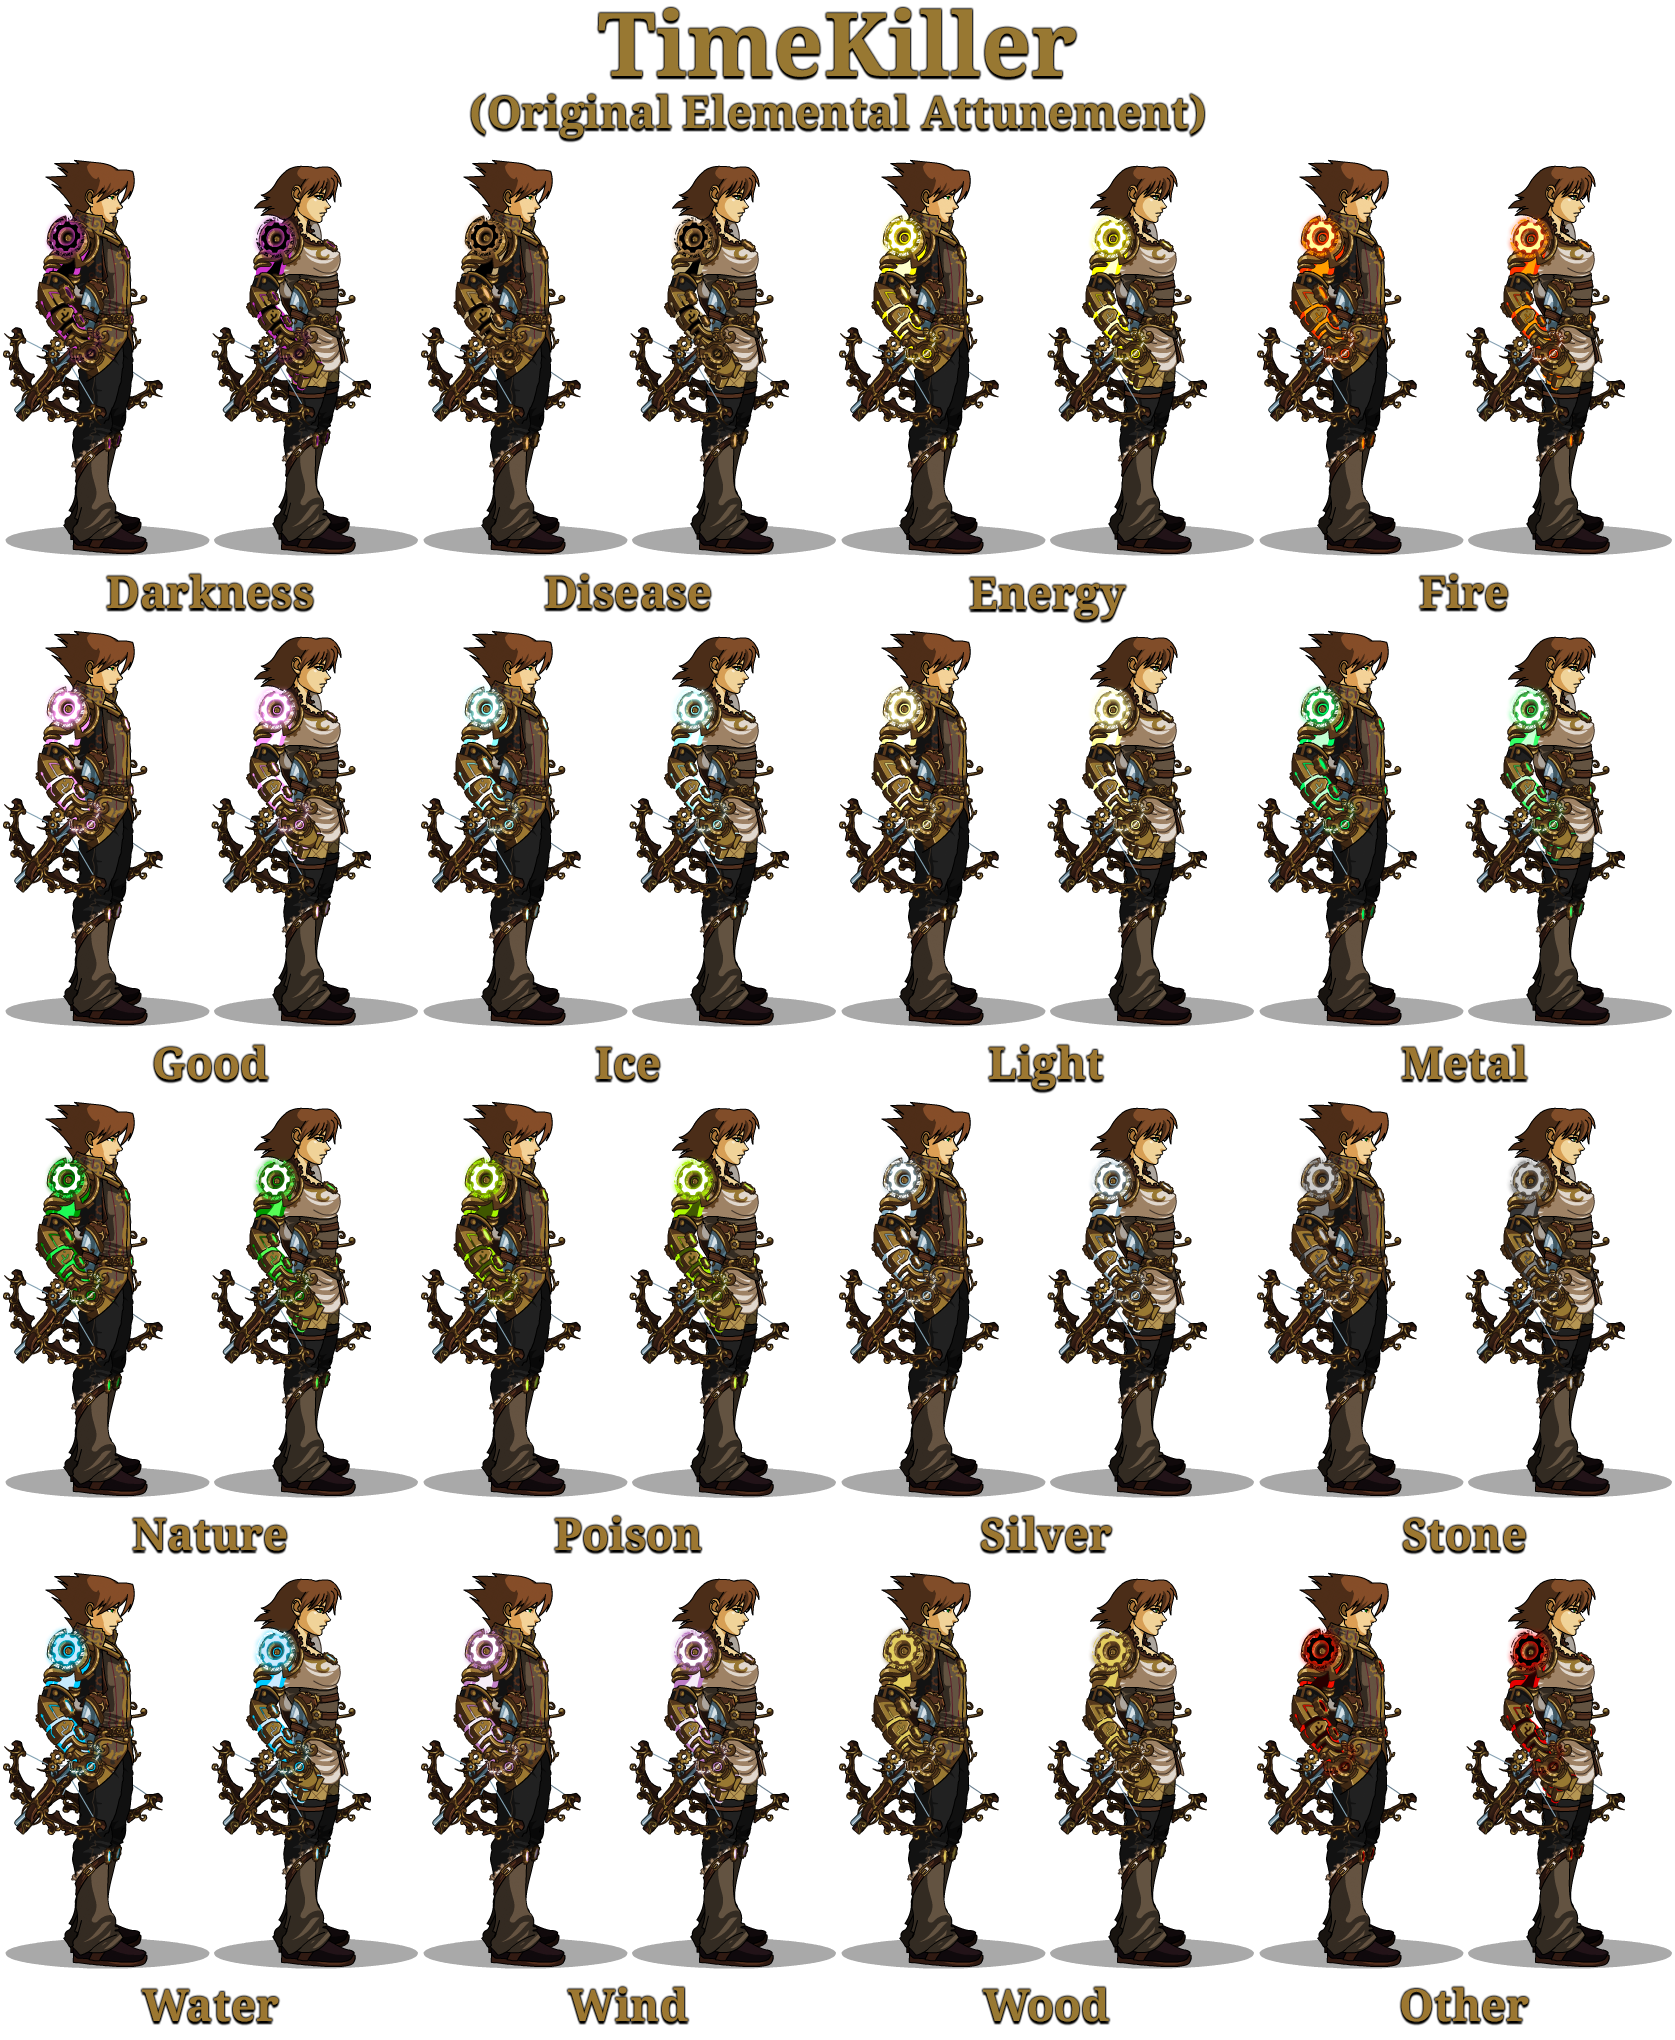 TimeKiller
(Original Elemental Attunement)
Darkness Disease Energy Fire
Good Ice Light Metal
Nature Poison Silver Stone
Water Wind Wood Other